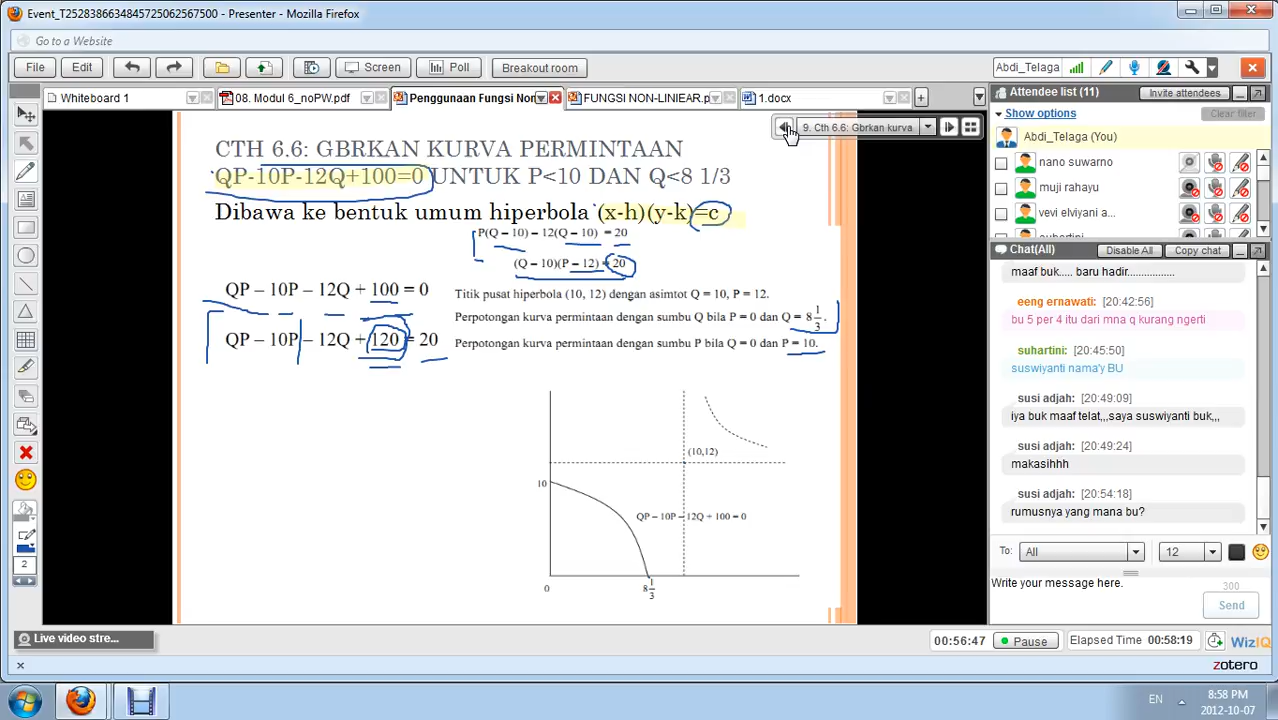 Event_T25283866348457250625675​00 - Presenter - Mozilla Firefox
Go to a Website
File
Edit
Screen
Poll
Breakout room
Abdi_Telaga
Whiteboard 1
08. Modul 6_noPW.pdf
Penggunaan Fungsi Non
FUNGSI NON-LINIEAR.p
1.docx
9. Cth 6.6: Gbrkan kurva
CTH 6.6: GBRKAN KURVA PERMINTAAN
QP-10P-12Q+100=0 UNTUK P<10 DAN Q<8 1/3
Dibawa ke bentuk umum hiperbola (x-h)(y-k)=c
P(Q – 10) – 12(Q – 10) = 20
(Q – 10)(P – 12) = 20
QP – 10P – 12Q + 100 = 0
QP – 10P – 12Q + 120 = 20
Titik pusat hiperbola (10, 12) dengan asimtot Q = 10, P = 12.
Perpotongan kurva permintaan dengan sumbu Q bila P = 0 dan Q = 8 1/3.
Perpotongan kurva permintaan dengan sumbu P bila Q = 0 dan P = 10.
(10,12)
10
QP – 10P – 12Q + 100 = 0
0
8 1/3
Attendee list (11)
Invite attendees
Show options
Clear filter
Abdi_Telaga (You)
nano suwarno
muji rahayu
vevi elviyani a...
Chat(All)
Disable All
Copy chat
maaf buk..... baru hadir...............
eeng ernawati: [20:42:56]
bu 5 per 4 itu dari mna q kurang ngerti
suhartini: [20:45:50]
suswiyanti nama'y BU
susi adjah: [20:49:09]
iya buk maaf telat,,,saya suswiyanti buk,,,
susi adjah: [20:49:24]
makasihhh
susi adjah: [20:54:18]
rumusnya yang mana bu?
To:
All
12
Write your message here.
300
Send
2
Live video stre...
00:56:47
Pause
Elapsed Time
00:58:19
WizIQ
zotero
EN
8:58 PM
2012-10-07